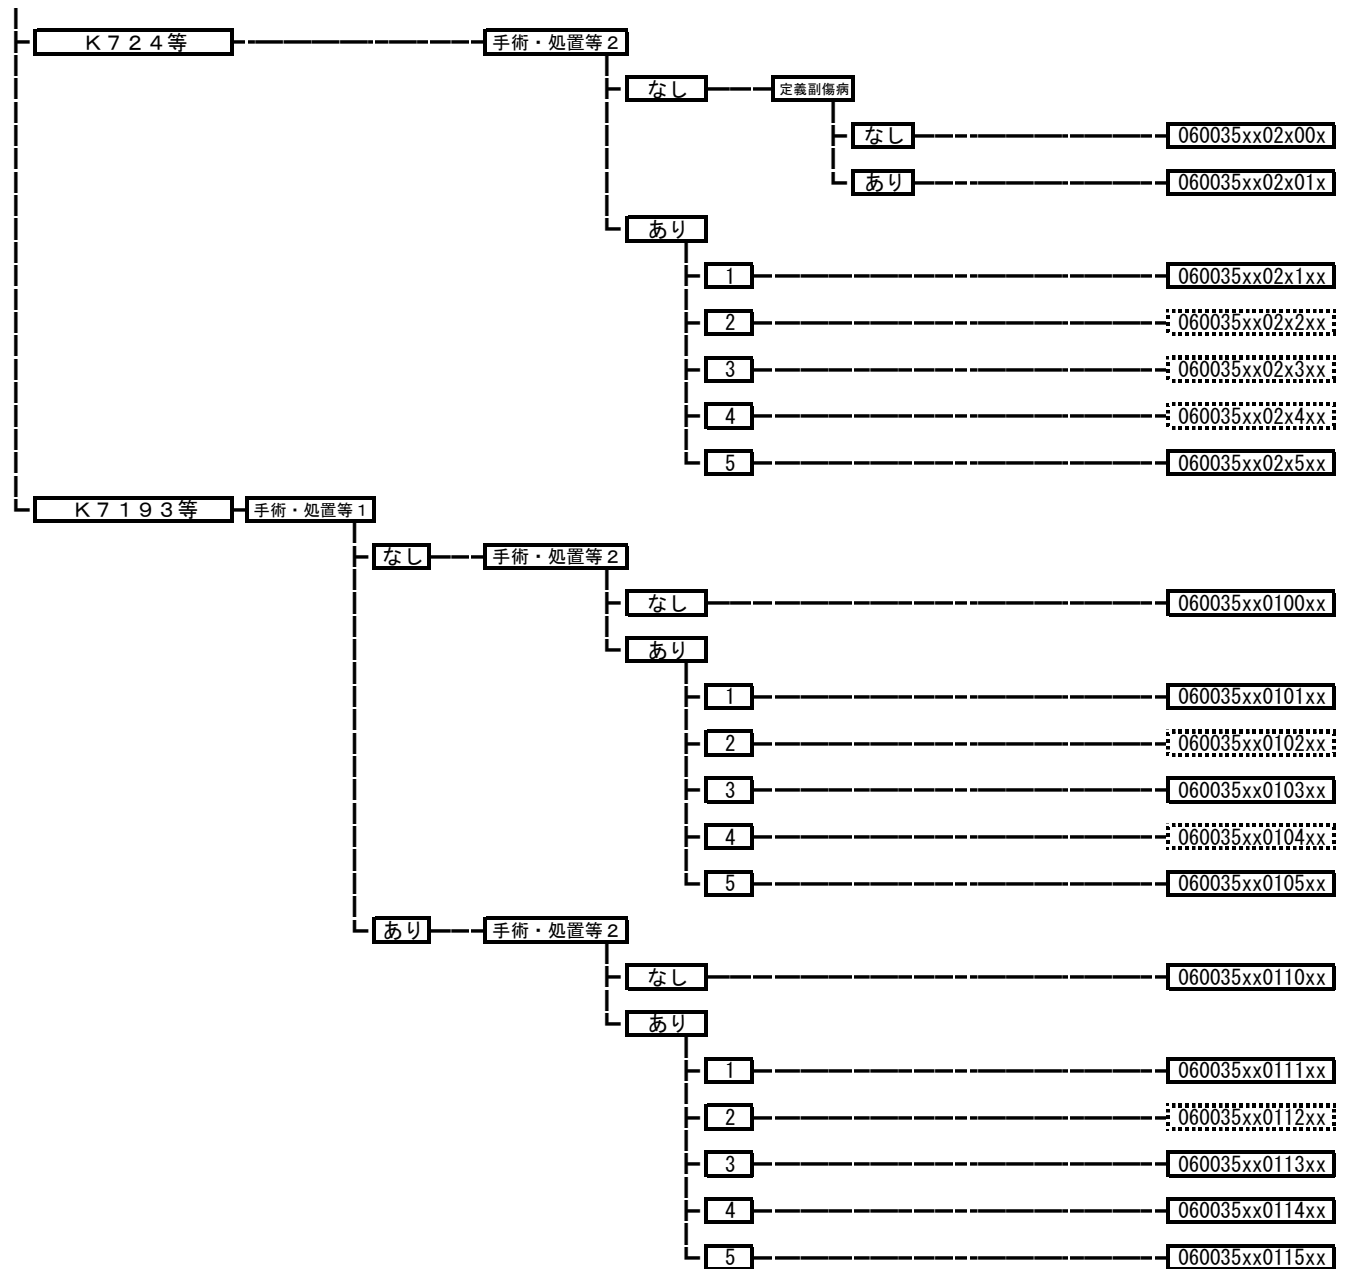 K724等 手術・処置等2
なし 定義副傷病
なし 060035xx02x00x
あり 060035xx02x01x
あり
1 060035xx02x1xx
2 060035xx02x2xx
3 060035xx02x3xx
4 060035xx02x4xx
5 060035xx02x5xx
K7193等 手術・処置等1
なし 手術・処置等2
なし 060035xx0100xx
あり
1 060035xx0101xx
2 060035xx0102xx
3 060035xx0103xx
4 060035xx0104xx
5 060035xx0105xx
あり 手術・処置等2
なし 060035xx0110xx
あり
1 060035xx0111xx
2 060035xx0112xx
3 060035xx0113xx
4 060035xx0114xx
5 060035xx0115xx